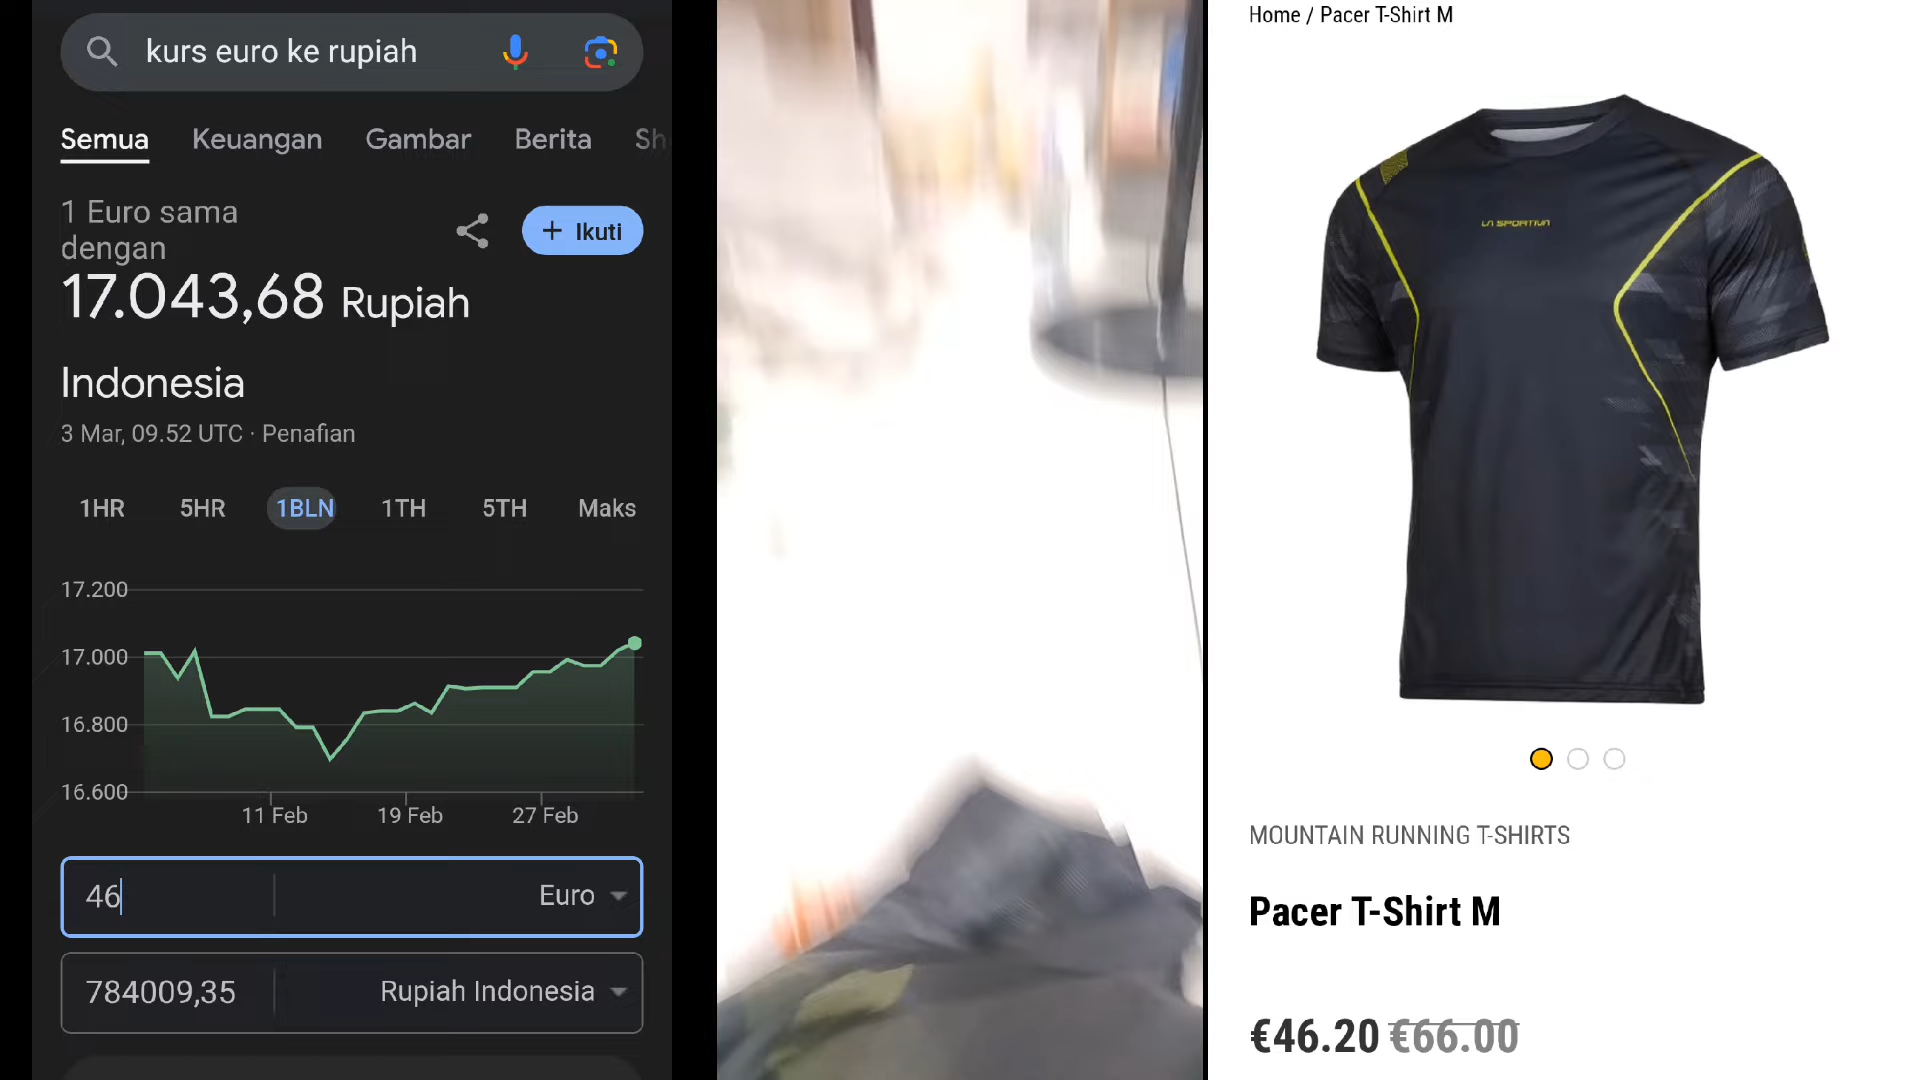 kurs euro ke rupiah
Semua Keuangan Gambar Berita Sh
1 Euro sama
dengan
Ikuti
17.043,68 Rupiah
Indonesia
3 Mar, 09.52 UTC · Penafian
1HR 5HR 1BLN 1TH 5TH Maks
17.200
17.000
16.800
16.600
11 Feb 19 Feb 27 Feb
46 Euro
784009,35 Rupiah Indonesia
Home / Pacer T-Shirt M
LA SPORTIVA
MOUNTAIN RUNNING T-SHIRTS
Pacer T-Shirt M
€46.20 €66.00